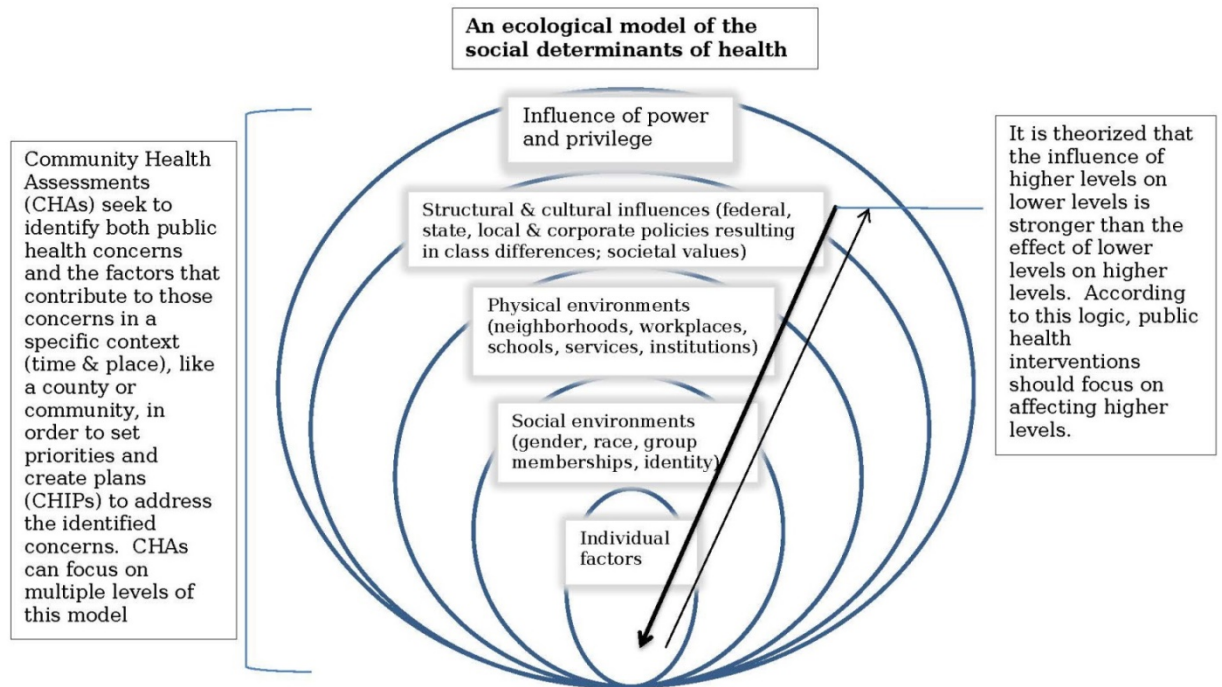 An ecological model of the
social determinants of health
Influence of power
and privilege
Structural & cultural influences (federal,
state, local & corporate policies resulting
in class differences; societal values)
Physical environments
(neighborhoods, workplaces,
schools, services, institutions)
Social environments
(gender, race, group
memberships, identity)
Individual
factors
Community Health
Assessments
(CHAs) seek to
identify both public
health concerns
and the factors that
contribute to those
concerns in a
specific context
(time & place), like
a county or
community, in
order to set
priorities and
create plans
(CHIPs) to address
the identified
concerns.  CHAs
can focus on
multiple levels of
this model
It is theorized that
the influence of
higher levels on
lower levels is
stronger than the
effect of lower
levels on higher
levels.  According
to this logic, public
health
interventions
should focus on
affecting higher
levels.